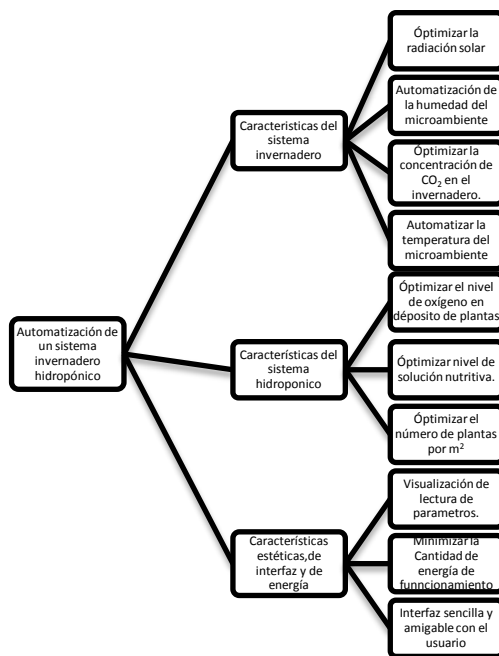 Automatización de
un sistema
invernadero
hidropónico
Caracteristicas del
sistema
invernadero
Óptimizar la
radiación solar
Automatización de
la humedad del
microambiente
Óptimizar la
concentración de
CO₂ en el
invernadero.
Automatizar la
temperatura del
microambiente
Características del
sistema
hidroponico
Óptimizar el nivel
de oxígeno en
déposito de plantas
Óptimizar nivel de
solución nutritiva.
Óptimizar el
número de plantas
por m²
Características
estéticas,de
interfaz y de
energía
Visualización de
lectura de
parametros.
Minimizar la
Cantidad de
energía de
funncionamiento
Interfaz sencilla y
amigable con el
usuario